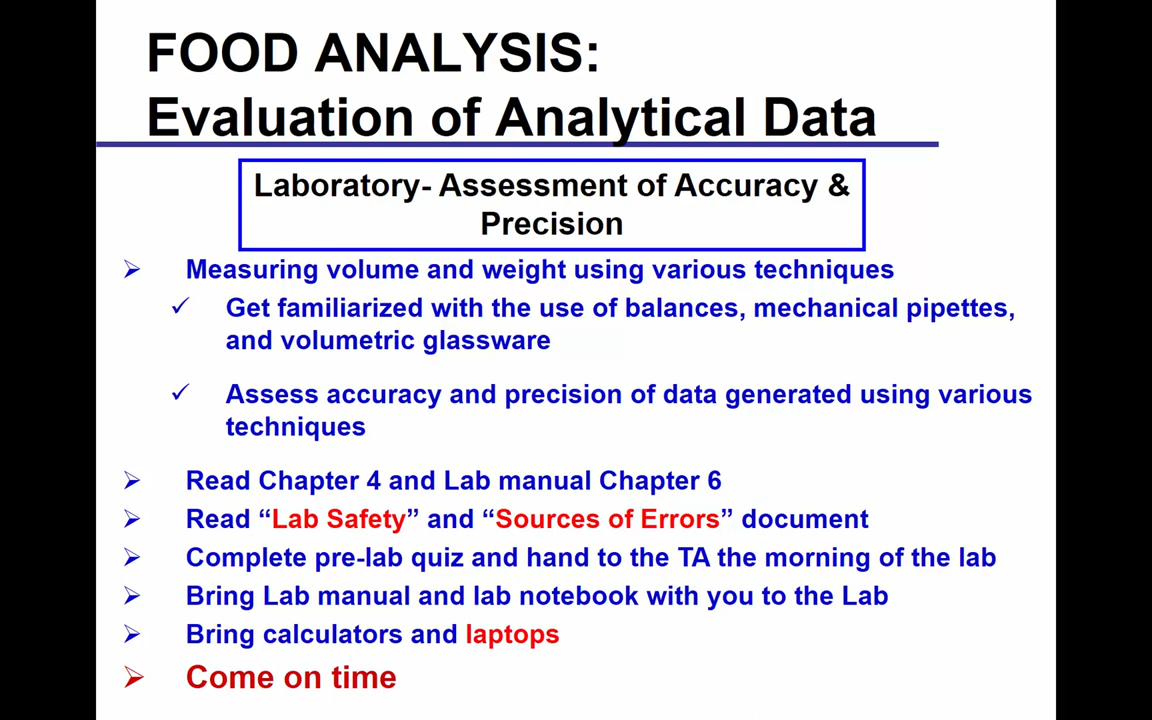 FOOD ANALYSIS:
Evaluation of Analytical Data
Laboratory- Assessment of Accuracy &
Precision
Measuring volume and weight using various techniques
Get familiarized with the use of balances, mechanical pipettes,
and volumetric glassware
Assess accuracy and precision of data generated using various
techniques
Read Chapter 4 and Lab manual Chapter 6
Read “Lab Safety” and “Sources of Errors” document
Complete pre-lab quiz and hand to the TA the morning of the lab
Bring Lab manual and lab notebook with you to the Lab
Bring calculators and laptops
Come on time